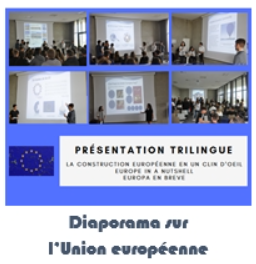 PRÉSENTATION TRILINGUE
LA CONSTRUCTION EUROPÉENNE EN UN CLIN D'OEIL
EUROPE IN A NUTSHELL
EUROPA EN BREVE
Diaporama sur
l'Union européenne